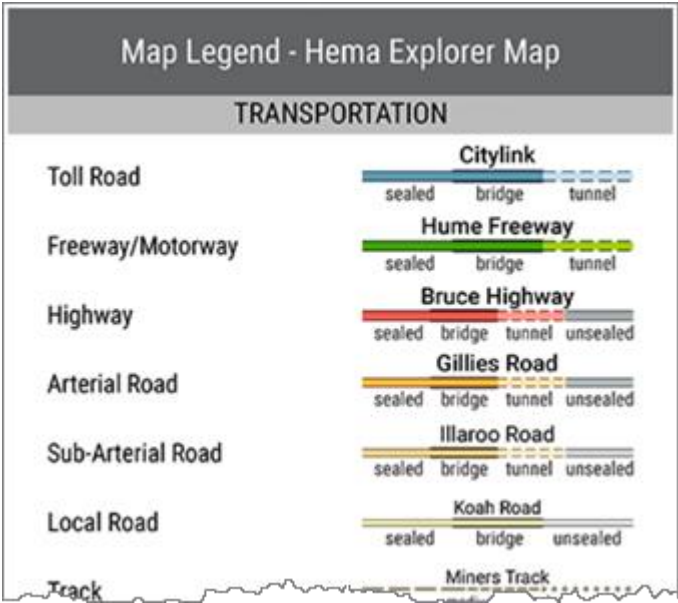 Map Legend - Hema Explorer Map
TRANSPORTATION
Toll Road
Citylink
sealed bridge tunnel
Freeway/Motorway
Hume Freeway
sealed bridge tunnel
Highway
Bruce Highway
sealed bridge tunnel unsealed
Arterial Road
Gillies Road
sealed bridge tunnel unsealed
Sub-Arterial Road
Illaroo Road
sealed bridge tunnel unsealed
Local Road
Koah Road
sealed bridge unsealed
Track
Miners Track